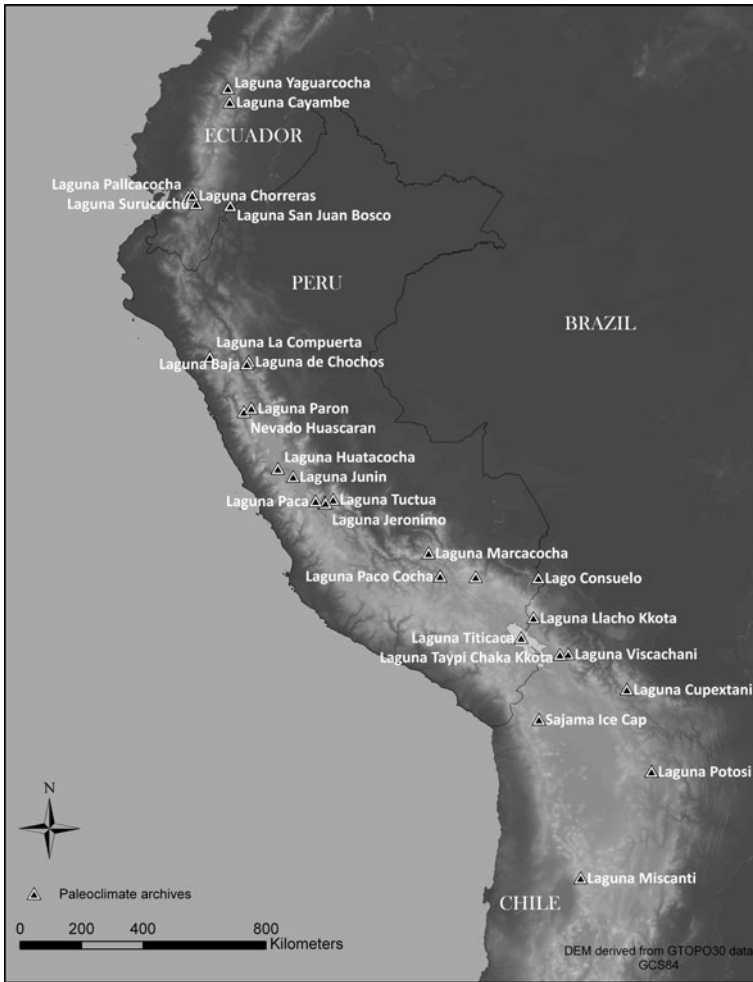 Laguna Yaguarcocha
Laguna Cayambe
ECUADOR
Laguna Pallcacocha
Laguna Chorreras
Laguna Surucuchu
Laguna San Juan Bosco
PERU
BRAZIL
Laguna La Compuerta
Laguna Baja
Laguna de Chochos
Laguna Paron
Nevado Huascaran
Laguna Huatacocha
Laguna Junin
Laguna Paca
Laguna Tuctua
Laguna Jeronimo
Laguna Marcacocha
Laguna Paco Cocha
Lago Consuelo
Laguna Llacho Kkota
Laguna Titicaca
Laguna Taypi Chaka Kkota
Laguna Viscachani
Laguna Cupextani
Sajama Ice Cap
Laguna Potosi
N
Laguna Miscanti
Paleoclimate archives
CHILE
0 200 400 800
Kilometers
DEM derived from GTOPO30 data
GCS84